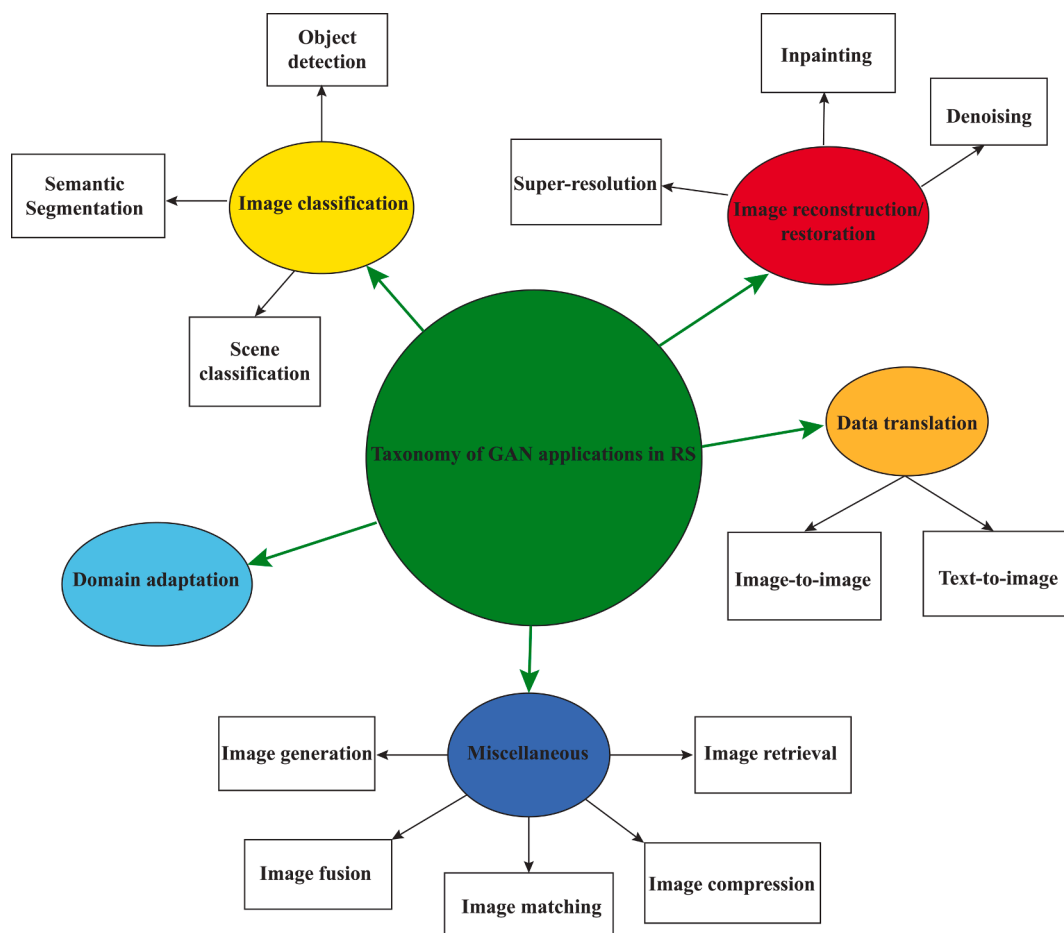 Object
detection
Inpainting
Denoising
Semantic
Segmentation
Image classification
Super-resolution
Image reconstruction/
restoration
Scene
classification
Data translation
Taxonomy of GAN applications in RS
Domain adaptation
Image-to-image
Text-to-image
Image generation
Miscellaneous
Image retrieval
Image fusion
Image matching
Image compression